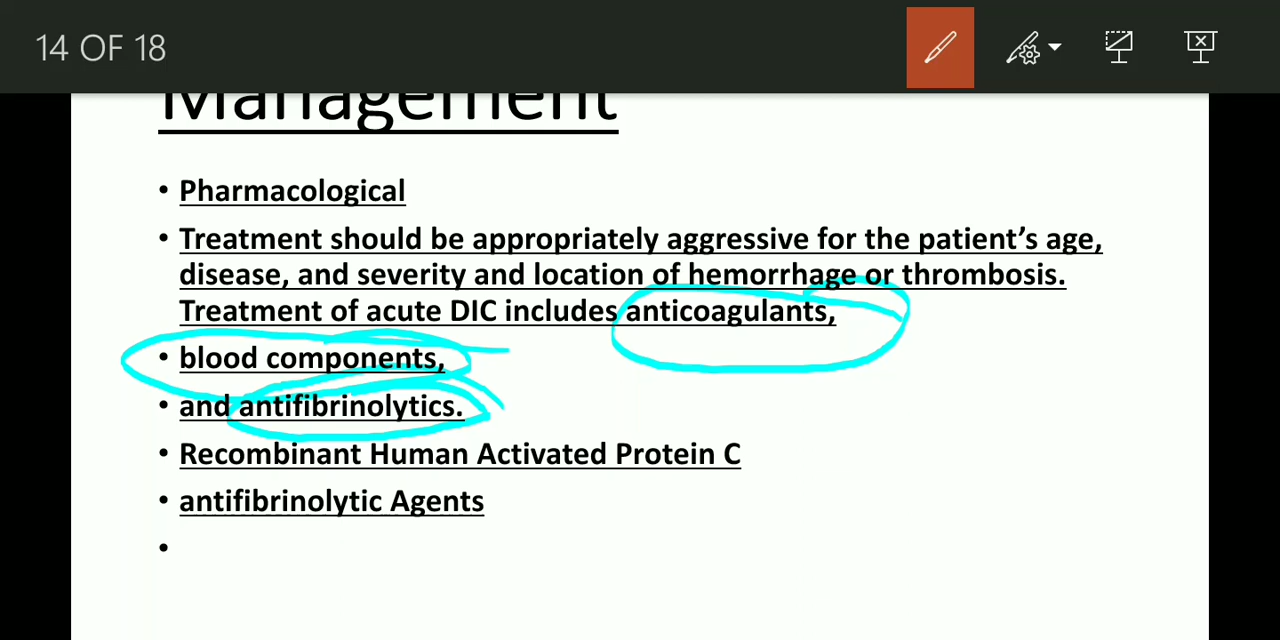 14 OF 18
Management
• Pharmacological
• Treatment should be appropriately aggressive for the patient’s age,
disease, and severity and location of hemorrhage or thrombosis.
Treatment of acute DIC includes anticoagulants,
• blood components,
• and antifibrinolytics.
• Recombinant Human Activated Protein C
• antifibrinolytic Agents
•